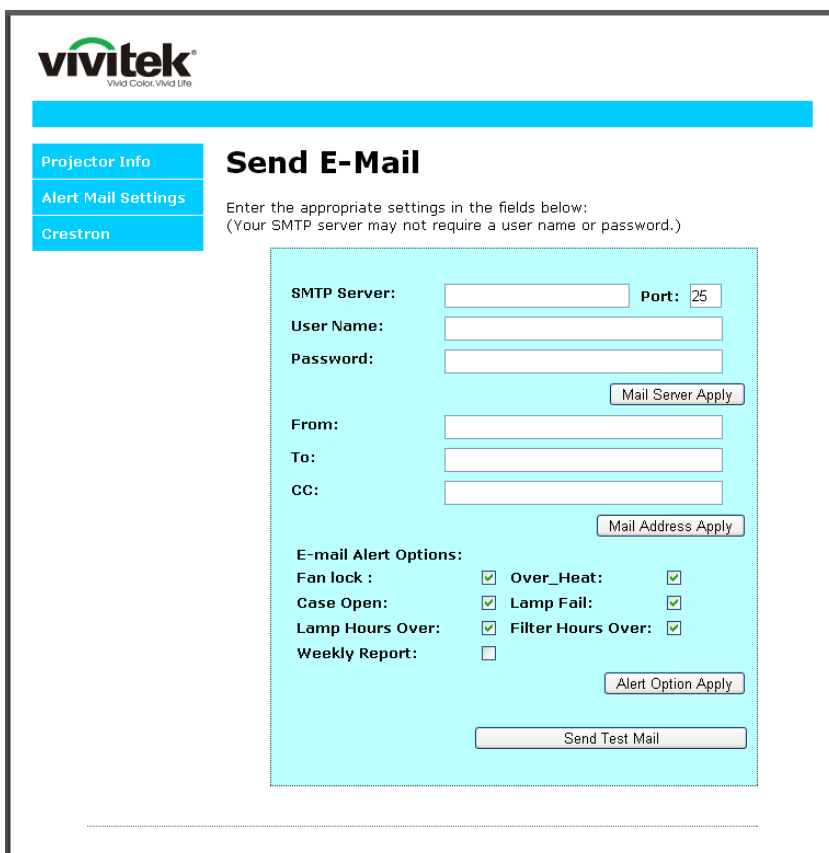 vivitek®
Vivid Color, Vivid Life
Projector Info
Alert Mail Settings
Crestron
Send E-Mail
Enter the appropriate settings in the fields below:
(Your SMTP server may not require a user name or password.)
SMTP Server: Port: 25
User Name:
Password:
Mail Server Apply
From:
To:
CC:
Mail Address Apply
E-mail Alert Options:
Fan lock : Over_Heat:
Case Open: Lamp Fail:
Lamp Hours Over: Filter Hours Over:
Weekly Report:
Alert Option Apply
Send Test Mail